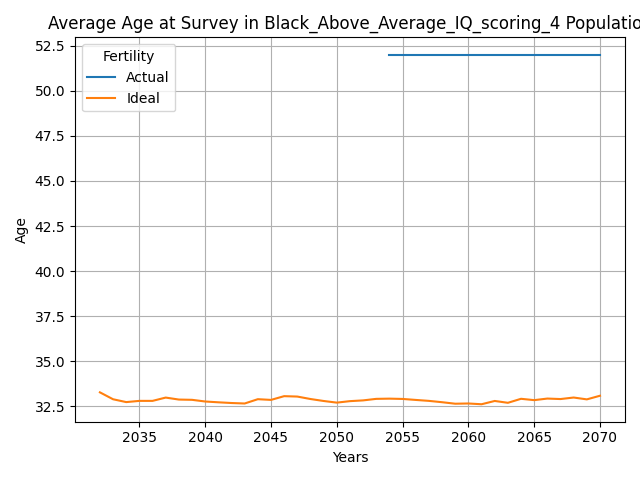 Average Age at Survey in Black_Above_Average_IQ_scoring_4 Populatio
Fertility
Actual
Ideal
52.5
50.0
47.5
45.0
42.5
40.0
37.5
35.0
32.5
Age
2035 2040 2045 2050 2055 2060 2065 2070
Years